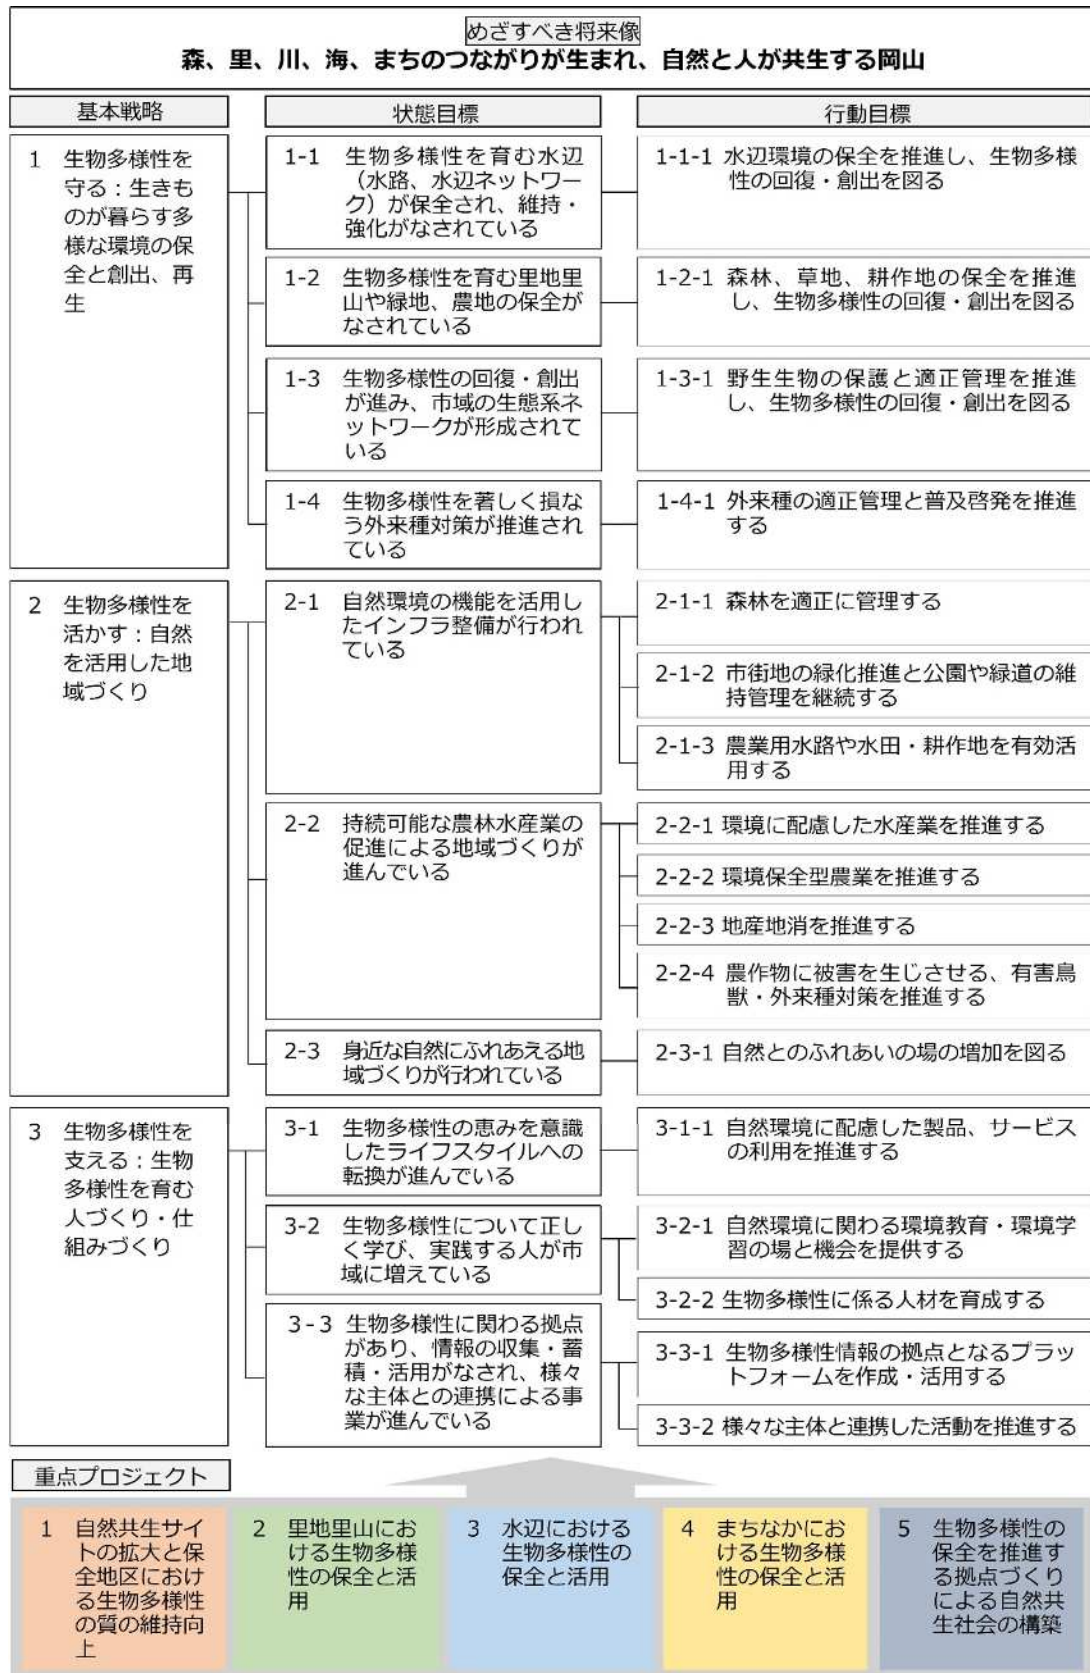 めざすべき将来像
森、里、川、海、まちのつながりが生まれ、自然と人が共生する岡山
基本戦略
状態目標
行動目標
1 生物多様性を
守る：生きも
のが暮らす多
様な環境の保
全と創出、再
生
1-1 生物多様性を育む水辺
（水路、水辺ネットワー
ク）が保全され、維持・
強化がなされている
1-1-1 水辺環境の保全を推進し、生物多様
性の回復・創出を図る
1-2 生物多様性を育む里地里
山や緑地、農地の保全が
なされている
1-2-1 森林、草地、耕作地の保全を推進
し、生物多様性の回復・創出を図る
1-3 生物多様性の回復・創出
が進み、市域の生態系ネ
ットワークが形成されて
いる
1-3-1 野生生物の保護と適正管理を推進
し、生物多様性の回復・創出を図る
1-4 生物多様性を著しく損な
う外来種対策が推進され
ている
1-4-1 外来種の適正管理と普及啓発を推進
する
2 生物多様性を
活かす：自然
を活用した地
域づくり
2-1 自然環境の機能を活用し
たインフラ整備が行われ
ている
2-1-1 森林を適正に管理する
2-1-2 市街地の緑化推進と公園や緑道の維
持管理を継続する
2-1-3 農業用水路や水田・耕作地を有効活
用する
2-2 持続可能な農林水産業の
促進による地域づくりが
進んでいる
2-2-1 環境に配慮した水産業を推進する
2-2-2 環境保全型農業を推進する
2-2-3 地産地消を推進する
2-2-4 農作物に被害を生じさせる、有害鳥
獣・外来種対策を推進する
2-3 身近な自然にふれあえる地
域づくりが行われている
2-3-1 自然とのふれあいの場の増加を図る
3 生物多様性を
支える：生物
多様性を育む
人づくり・仕
組みづくり
3-1 生物多様性の恵みを意識
したライフスタイルへの
転換が進んでいる
3-1-1 自然環境に配慮した製品、サービス
の利用を推進する
3-2 生物多様性について正し
く学び、実践する人が市
域に増えている
3-2-1 自然環境に関わる環境教育・環境学
習の場と機会を提供する
3-2-2 生物多様性に係る人材を育成する
3-3 生物多様性に関わる拠点
があり、情報の収集・蓄
積・活用がなされ、様々
な主体との連携による事
業が進んでいる
3-3-1 生物多様性情報の拠点となるプラッ
トフォームを作成・活用する
3-3-2 様々な主体と連携した活動を推進する
重点プロジェクト
1 自然共生サイ
トの拡大と保
全地区におけ
る生物多様性
の質の維持向
上
2 里地里山にお
ける生物多様
性の保全と活
用
3 水辺における
生物多様性の
保全と活用
4 まちなかにお
ける生物多様
性の保全と活
用
5 生物多様性の
保全を推進す
る拠点づくり
による自然共
生社会の構築